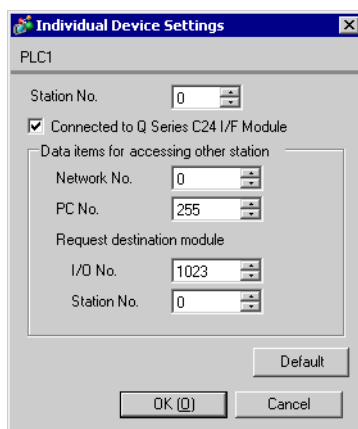 Individual Device Settings
PLC1
Station No. 0
Connected to Q Series C24 I/F Module
Data items for accessing other station
Network No. 0
PC No. 255
Request destination module
I/O No. 1023
Station No. 0
Default
OK (O) Cancel